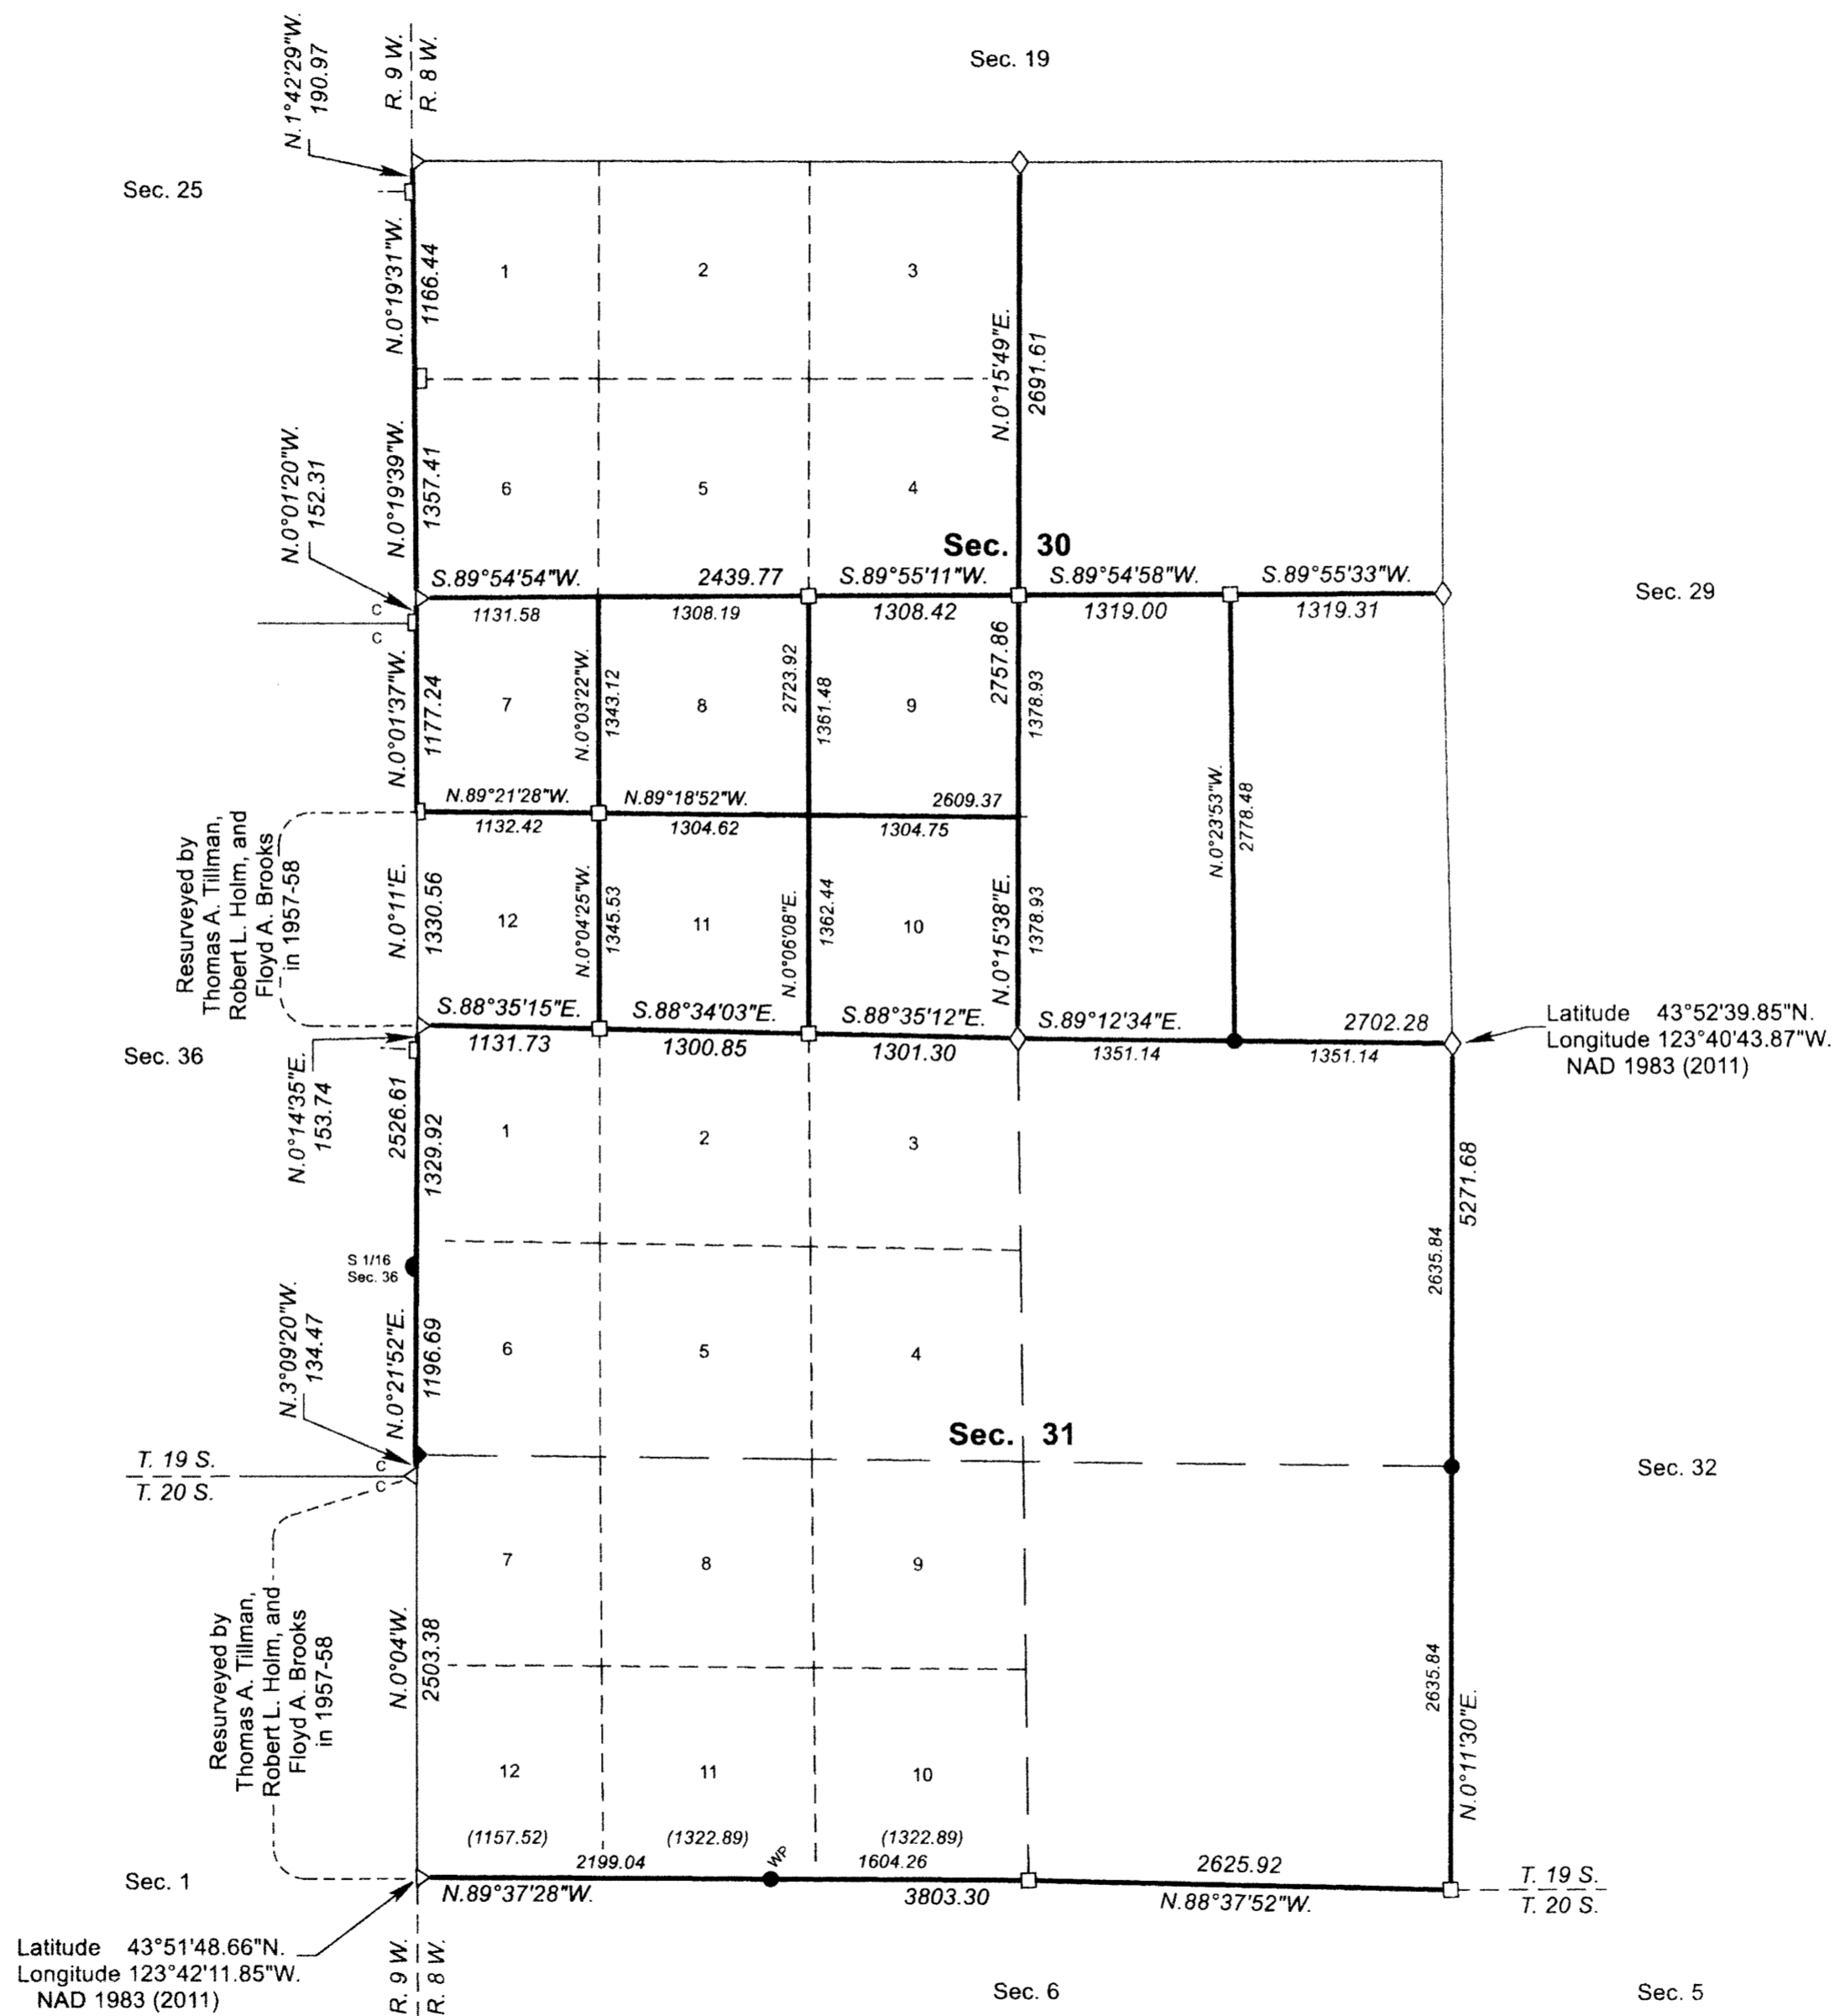 Sec. 19
R. 9 W.
R. 8 W.
N.1°42'29"W.
190.97
Sec. 25
N.0°19'31"W.
1166.44
1
2
3
N.0°15'49"E.
2691.61
N.0°19'39"W.
1357.41
6
5
4
N.0°01'20"W.
152.31
Sec. 30
S.89°54'54"W.
2439.77
S.89°55'11"W.
S.89°54'58"W.
S.89°55'33"W.
1131.58
1308.19
1308.42
1319.00
1319.31
Sec. 29
C
C
N.0°01'37"W.
1177.24
7
N.0°03'22"W.
1343.12
8
2723.92
1361.48
9
2757.86
1378.93
N.0°23'53"W.
2778.48
N.89°21'28"W.
N.89°18'52"W.
2609.37
1132.42
1304.62
1304.75
Resurveyed by
Thomas A. Tillman,
Robert L. Holm, and
Floyd A. Brooks
in 1957-58
N.0°11'E.
1330.56
12
N.0°04'25"W.
1345.53
11
N.0°06'08"E.
1362.44
10
N.0°15'38"E.
1378.93
S.88°35'15"E.
S.88°34'03"E.
S.88°35'12"E.
S.89°12'34"E.
2702.28
1131.73
1300.85
1301.30
1351.14
1351.14
Latitude 43°52'39.85"N.
Longitude 123°40'43.87"W.
NAD 1983 (2011)
Sec. 36
N.0°14'35"E.
153.74
2526.61
1329.92
1
2
3
5271.68
2635.84
S 1/16
Sec. 36
N.3°09'20"W.
134.47
N.0°21'52"E.
1196.69
6
5
4
Sec. 31
T. 19 S.
T. 20 S.
C
C
Sec. 32
7
8
9
Resurveyed by
Thomas A. Tillman,
Robert L. Holm, and
Floyd A. Brooks
in 1957-58
N.0°04'W.
2503.38
2635.84
N.0°11'30"E.
12
11
10
(1157.52)
(1322.89)
(1322.89)
2199.04
WP
1604.26
2625.92
Sec. 1
N.89°37'28"W.
3803.30
N.88°37'52"W.
T. 19 S.
T. 20 S.
Latitude 43°51'48.66"N.
Longitude 123°42'11.85"W.
NAD 1983 (2011)
R. 9 W.
R. 8 W.
Sec. 6
Sec. 5